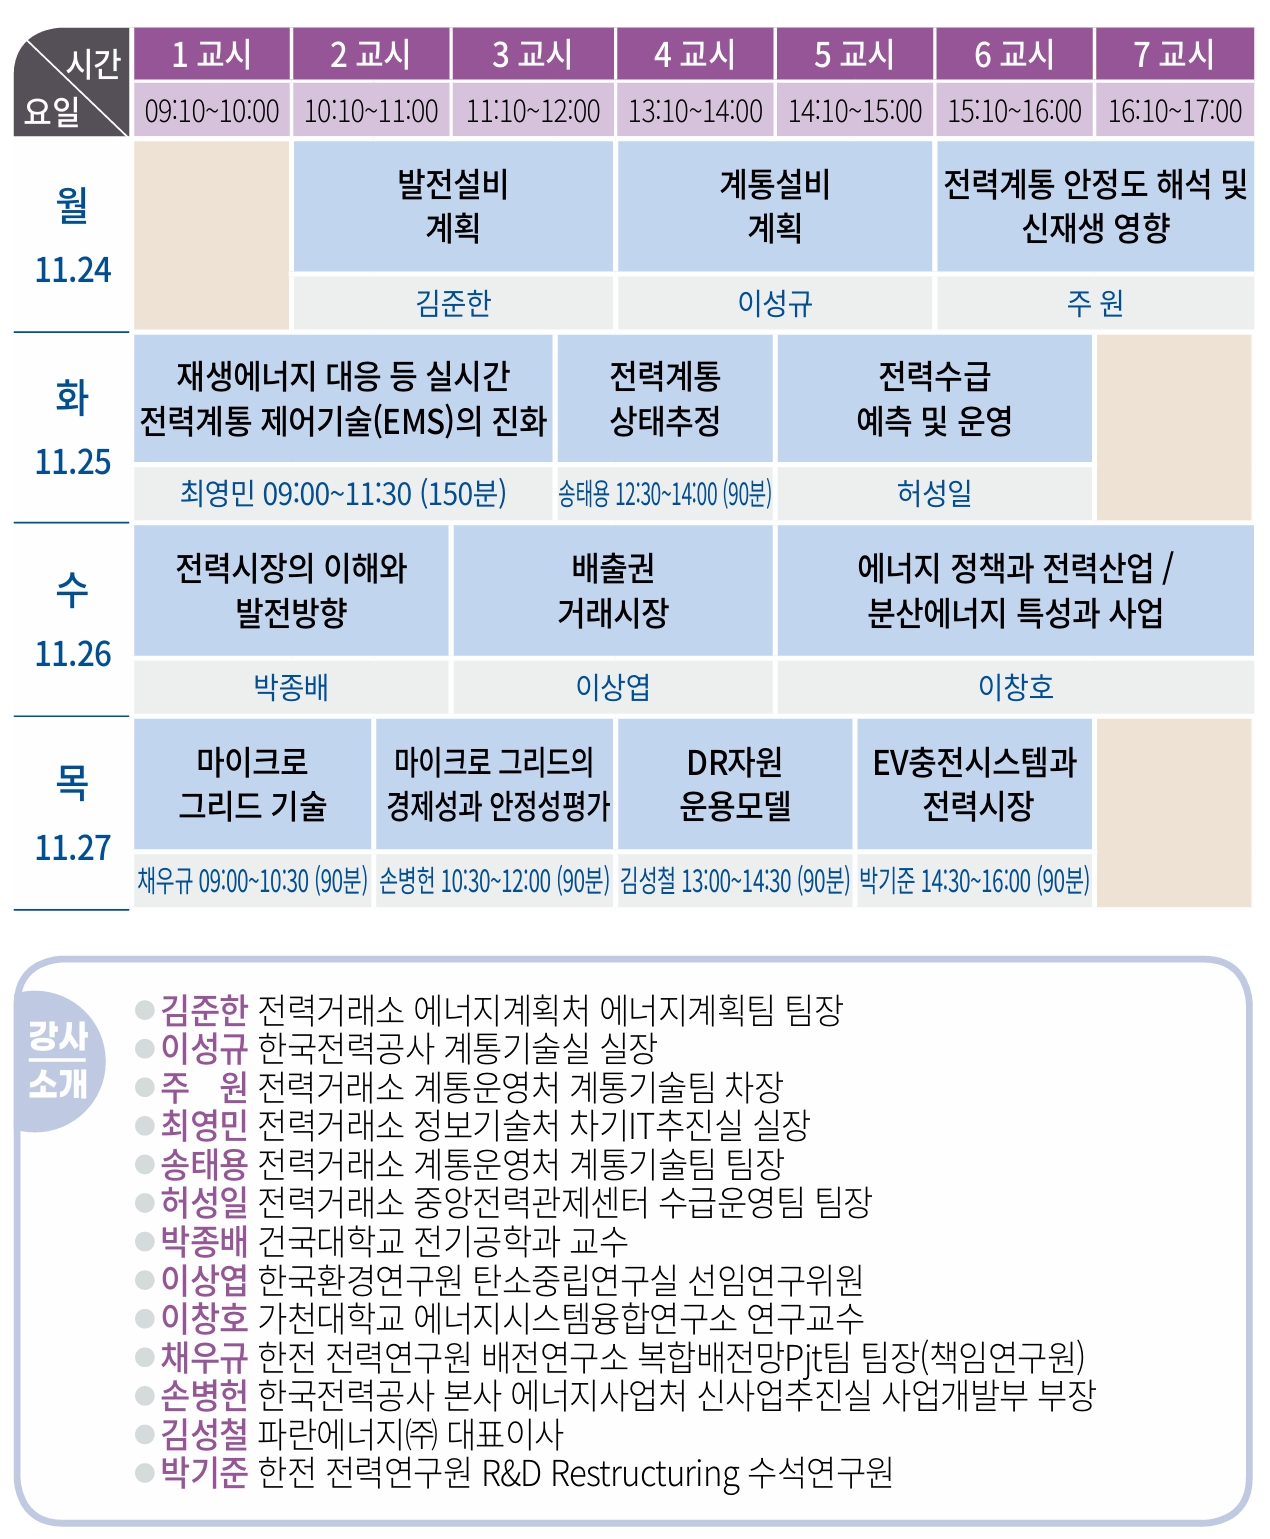 시간
요일
1 교시 2 교시 3 교시 4 교시 5 교시 6 교시 7 교시
09:10~10:00 10:10~11:00 11:10~12:00 13:10~14:00 14:10~15:00 15:10~16:00 16:10~17:00
월
11.24
발전설비
계획
김준한
계통설비
계획
이성규
전력계통 안정도 해석 및
신재생 영향
주 원
화
11.25
재생에너지 대응 등 실시간
전력계통 제어기술(EMS)의 진화
최영민 09:00~11:30 (150분)
전력계통
상태추정
송태용 12:30~14:00 (90분)
전력수급
예측 및 운영
허성일
수
11.26
전력시장의 이해와
발전방향
박종배
배출권
거래시장
이상엽
에너지 정책과 전력산업 /
분산에너지 특성과 사업
이창호
목
11.27
마이크로
그리드 기술
채우규 09:00~10:30 (90분)
마이크로 그리드의
경제성과 안정성평가
손병헌 10:30~12:00 (90분)
DR자원
운용모델
김성철 13:00~14:30 (90분)
EV충전시스템과
전력시장
박기준 14:30~16:00 (90분)
강사
소개
김준한 전력거래소 에너지계획처 에너지계획팀 팀장
이성규 한국전력공사 계통기술실 실장
주 원 전력거래소 계통운영처 계통기술팀 차장
최영민 전력거래소 정보기술처 차기IT추진실 실장
송태용 전력거래소 계통운영처 계통기술팀 팀장
허성일 전력거래소 중앙전력관제센터 수급운영팀 팀장
박종배 건국대학교 전기공학과 교수
이상엽 한국환경연구원 탄소중립연구실 선임연구위원
이창호 가천대학교 에너지시스템융합연구소 연구교수
채우규 한전 전력연구원 배전연구소 복합배전망Pjt팀 팀장(책임연구원)
손병헌 한국전력공사 본사 에너지사업처 신사업추진실 사업개발부 부장
김성철 파란에너지㈜ 대표이사
박기준 한전 전력연구원 R&D Restructuring 수석연구원